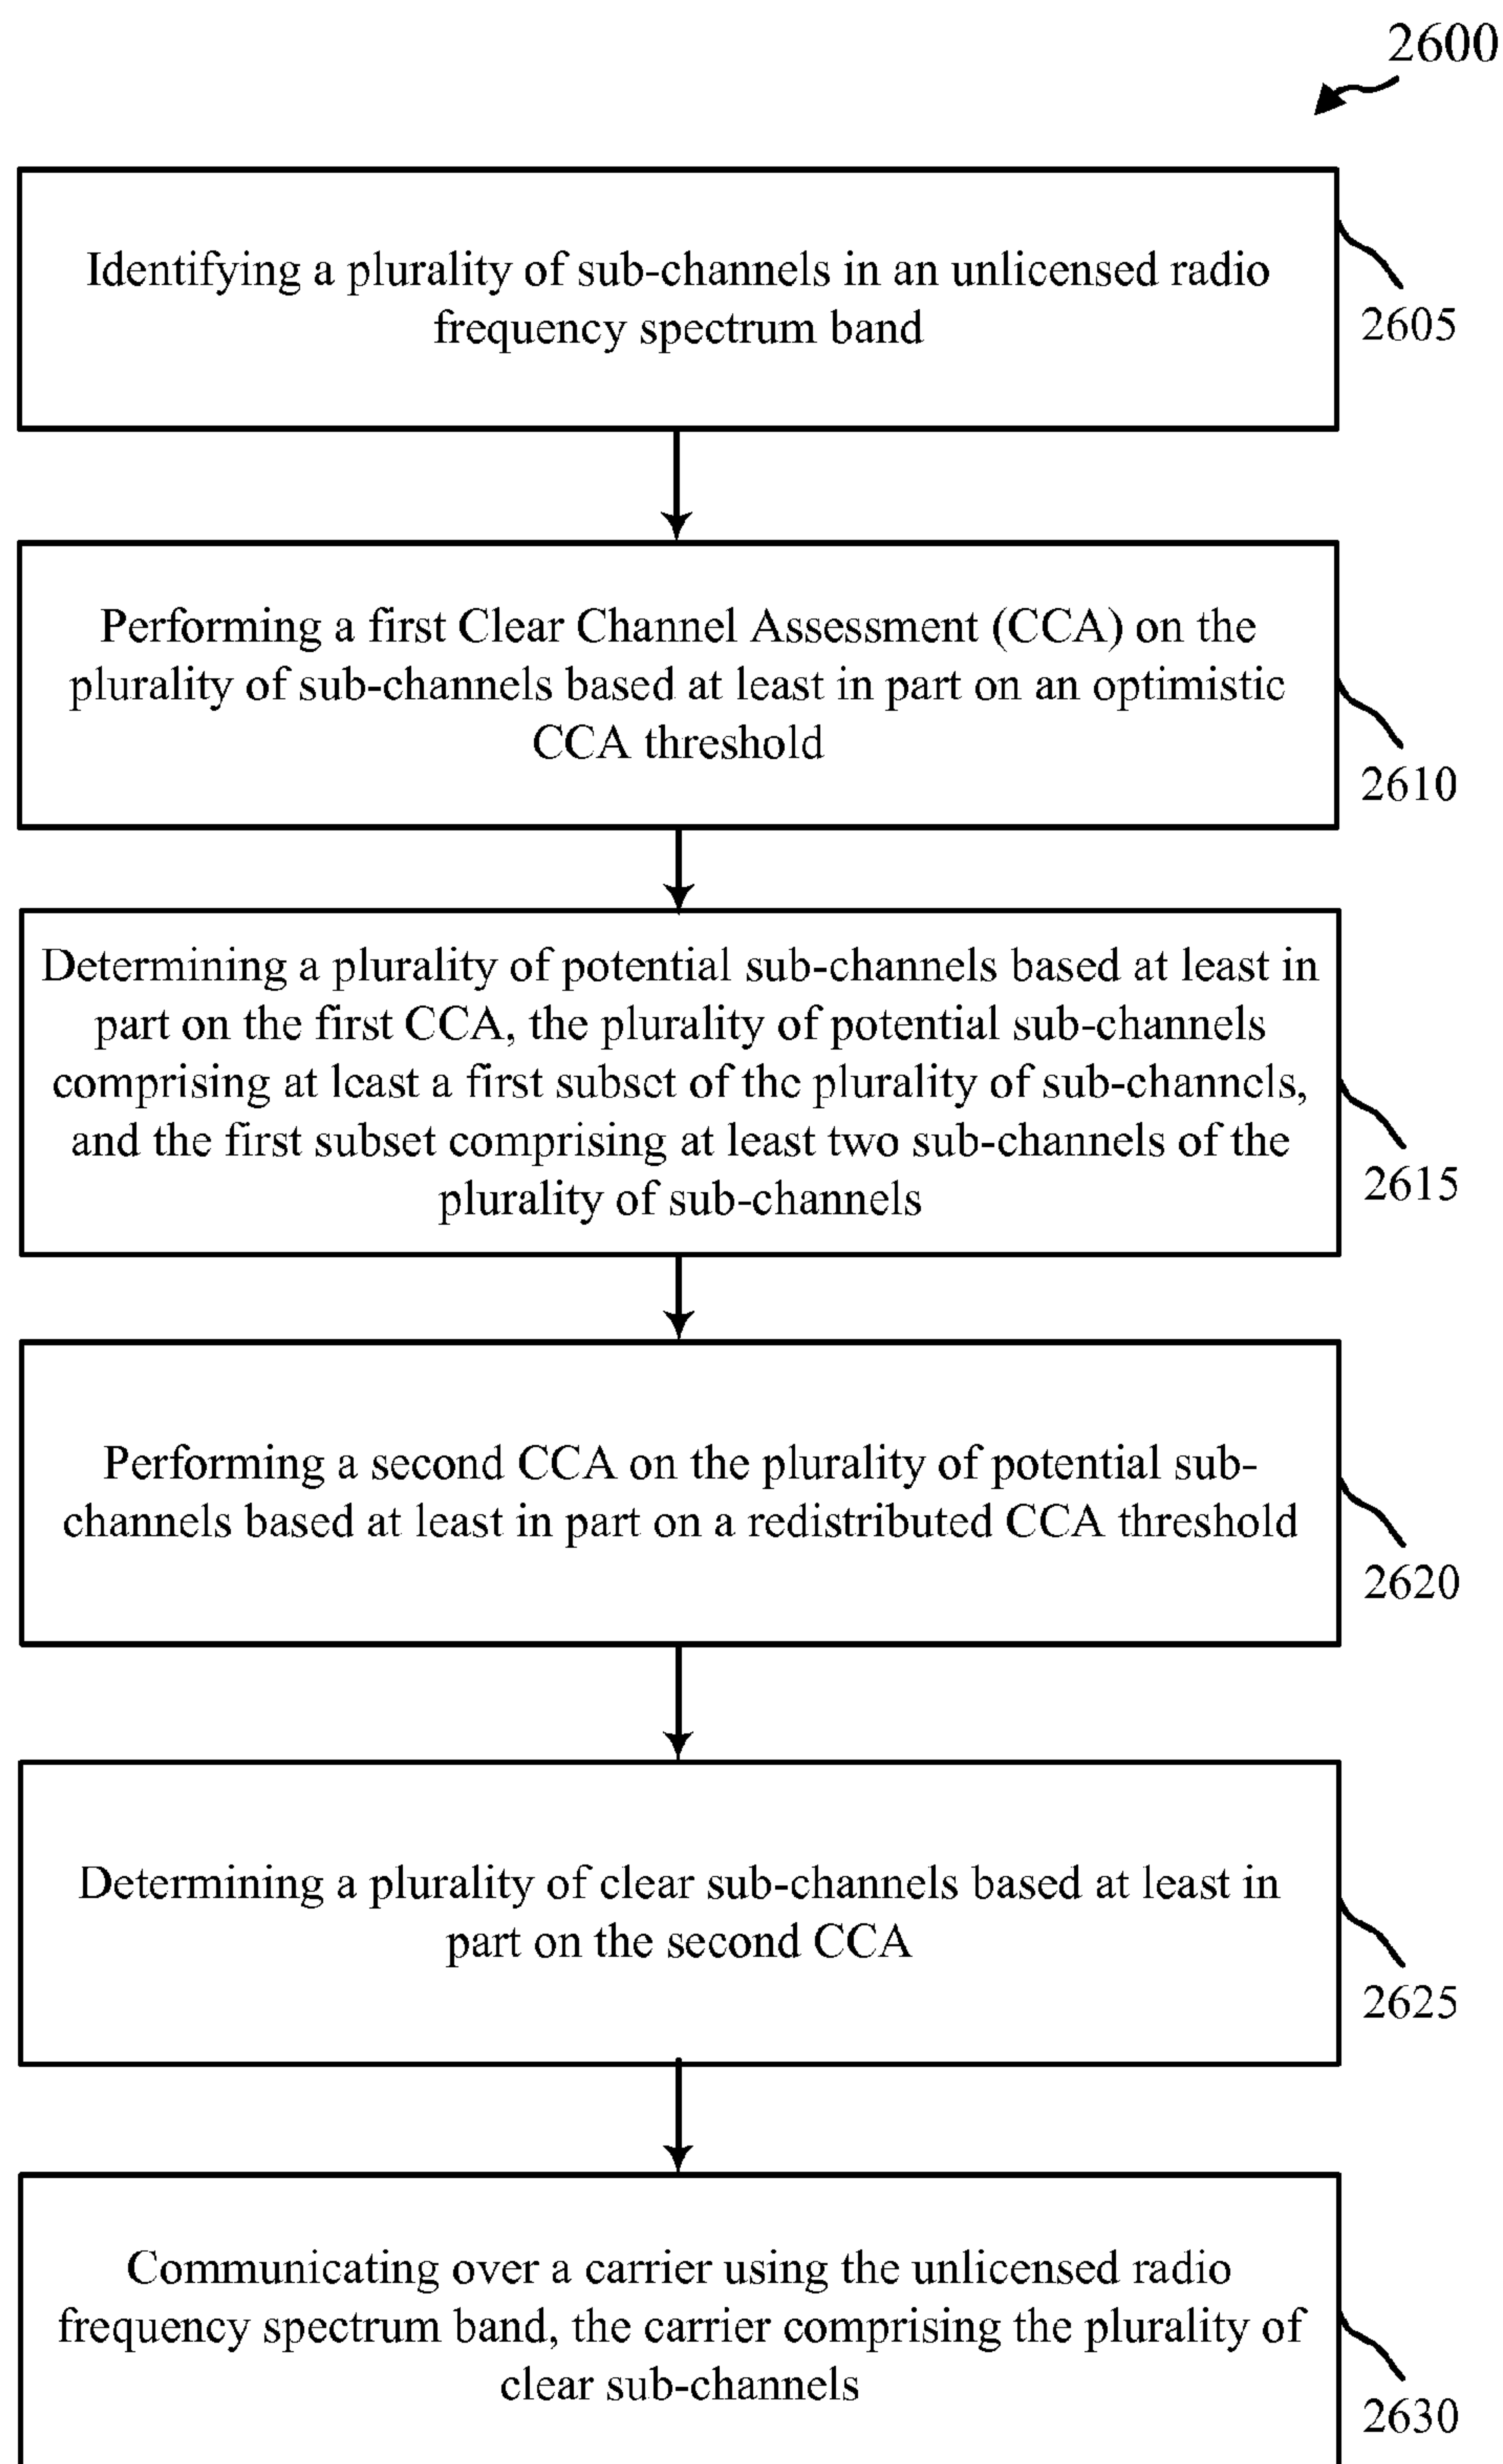 2600
Identifying a plurality of sub-channels in an unlicensed radio
frequency spectrum band
2605
Performing a first Clear Channel Assessment (CCA) on the
plurality of sub-channels based at least in part on an optimistic
CCA threshold
2610
Determining a plurality of potential sub-channels based at least in
part on the first CCA, the plurality of potential sub-channels
comprising at least a first subset of the plurality of sub-channels,
and the first subset comprising at least two sub-channels of the
plurality of sub-channels
2615
Performing a second CCA on the plurality of potential sub-
channels based at least in part on a redistributed CCA threshold
2620
Determining a plurality of clear sub-channels based at least in
part on the second CCA
2625
Communicating over a carrier using the unlicensed radio
frequency spectrum band, the carrier comprising the plurality of
clear sub-channels
2630